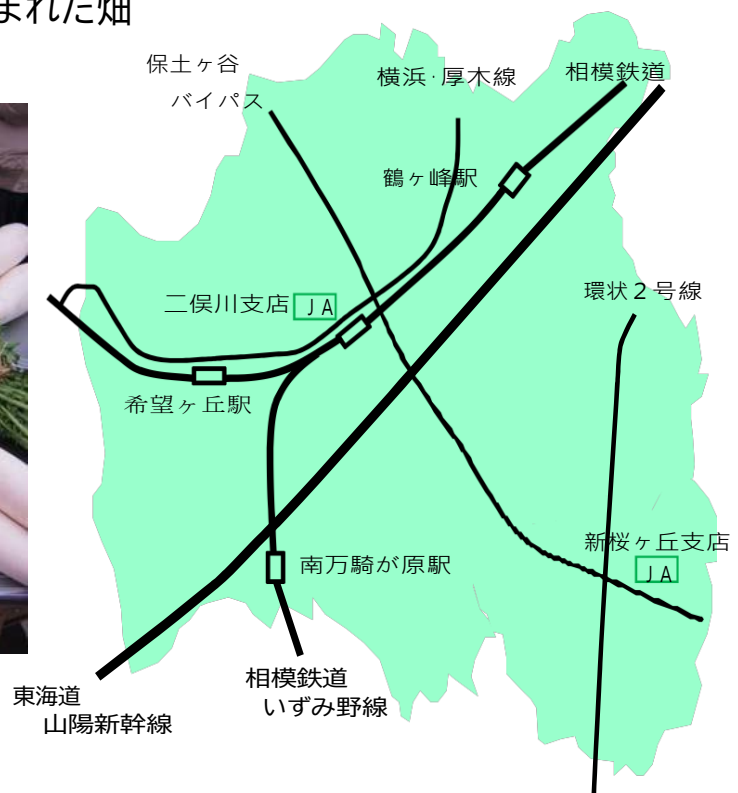 まれた畑
保土ヶ谷
バイパス
横浜・厚木線
相模鉄道
鶴ヶ峰駅
二俣川支店 JA
環状２号線
希望ヶ丘駅
新桜ヶ丘支店
JA
南万騎が原駅
相模鉄道
いずみ野線
東海道
山陽新幹線